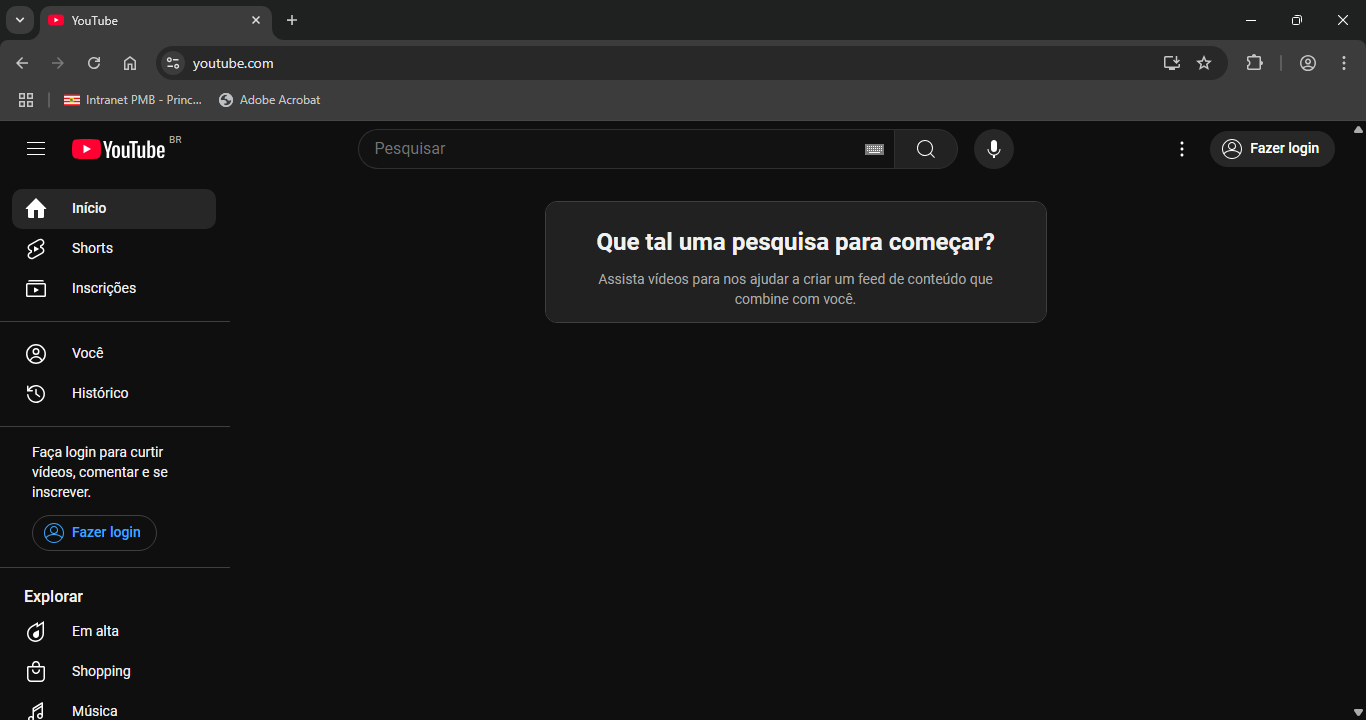 YouTube
youtube.com
Intranet PMB - Princ...
Adobe Acrobat
YouTube BR
Pesquisar
Fazer login
Início
Shorts
Inscrições
Você
Histórico
Faça login para curtir
vídeos, comentar e se
inscrever.
Fazer login
Explorar
Em alta
Shopping
Música
Que tal uma pesquisa para começar?
Assista vídeos para nos ajudar a criar um feed de conteúdo que
combine com você.